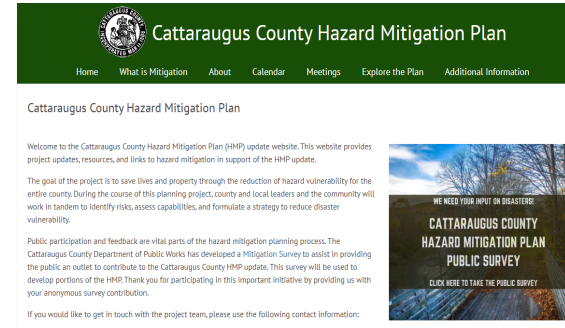 Cattaraugus County Hazard Mitigation Plan
Home What is Mitigation About Calendar Meetings Explore the Plan Additional Information
Cattaraugus County Hazard Mitigation Plan
Welcome to the Cattaraugus County Hazard Mitigation Plan (HMP) update website. This website provides
project updates, resources, and links to hazard mitigation in support of the HMP update.
The goal of the project is to save lives and property through the reduction of hazard vulnerability for the
entire county. During the course of this planning project, county and local leaders and the community will
work in tandem to identify risks, assess capabilities, and formulate a strategy to reduce disaster
vulnerability.
Public participation and feedback are vital parts of the hazard mitigation planning process. The
Cattaraugus County Department of Public Works has developed a Mitigation Survey to assist in providing
the public an outlet to contribute to the Cattaraugus County HMP update. This survey will be used to
develop portions of the HMP. Thank you for participating in this important initiative by providing us with
your anonymous survey contribution.
If you would like to get in touch with the project team, please use the following contact information:
WE NEED YOUR INPUT ON DISASTERS!
CATTARAUGUS COUNTY
HAZARD MITIGATION PLAN
PUBLIC SURVEY
CLICK HERE TO TAKE THE PUBLIC SURVEY